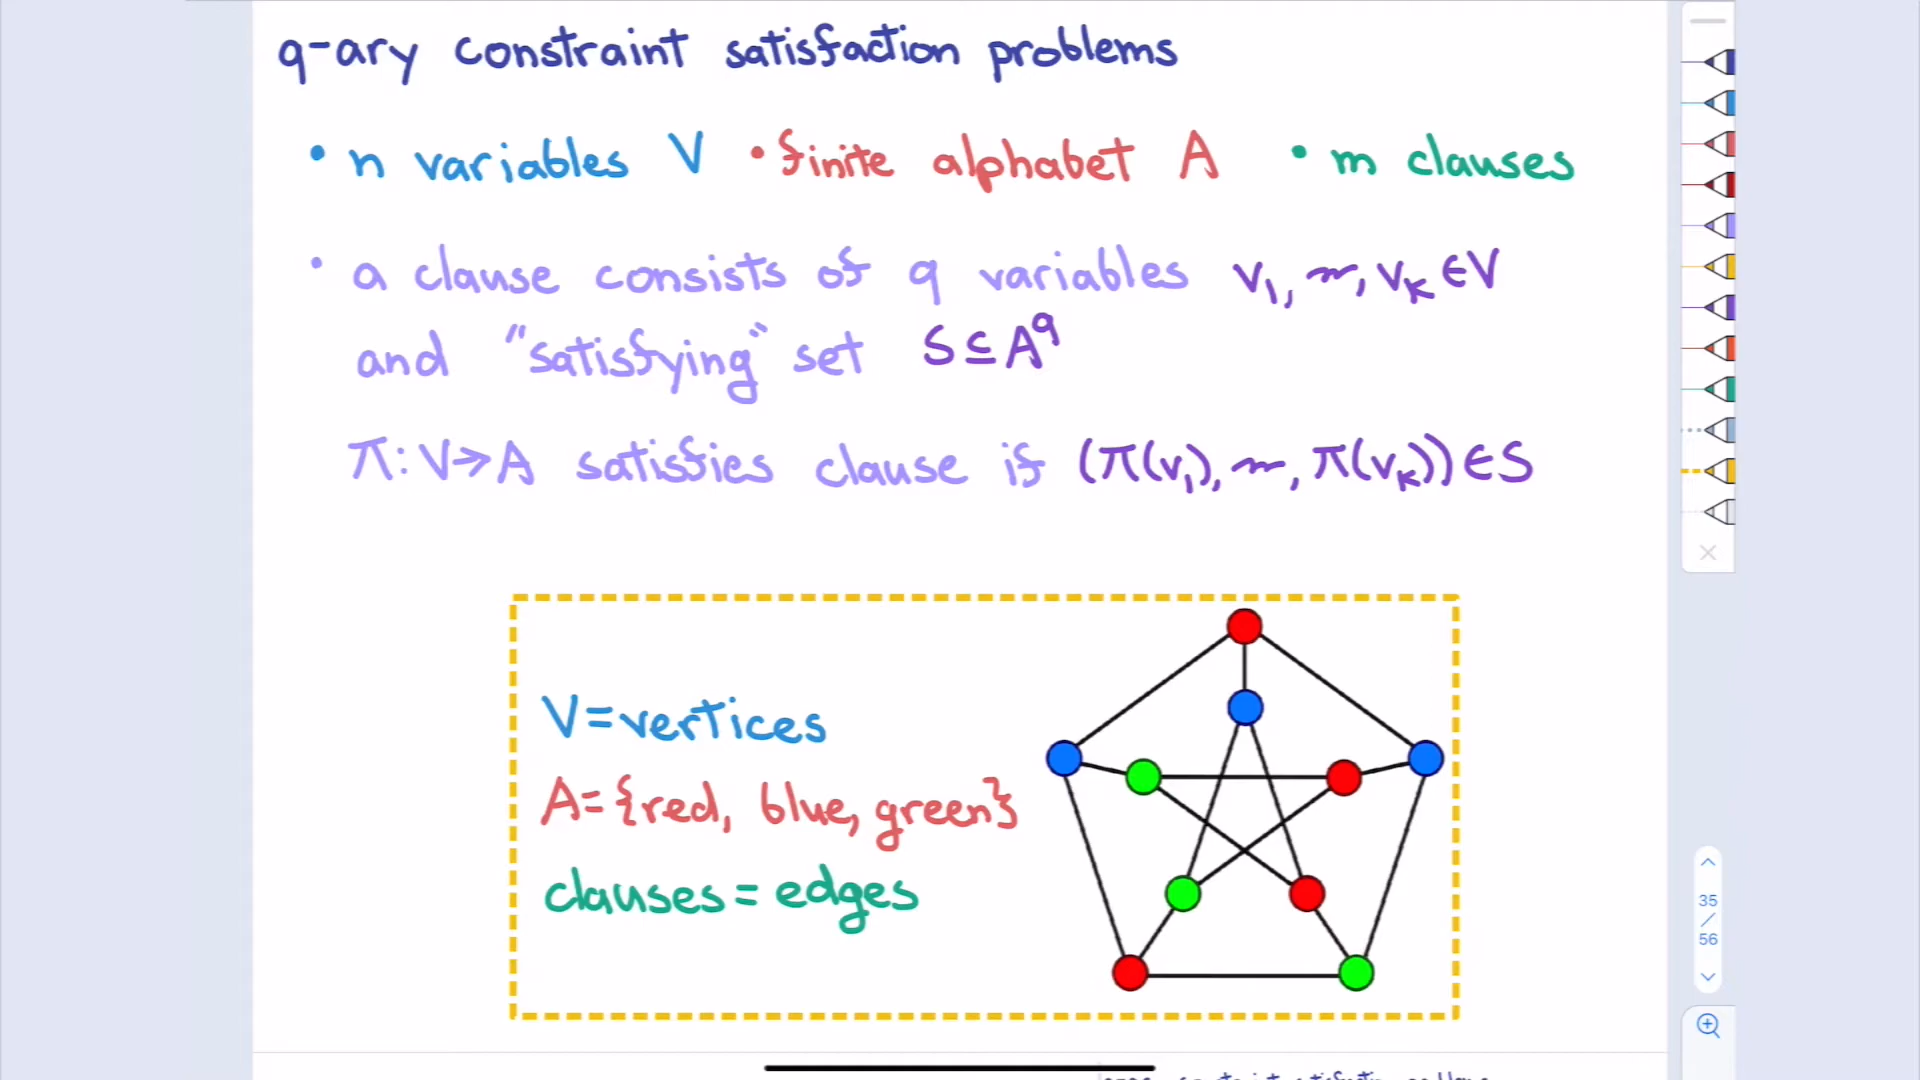 q-ary constraint satisfaction problems
• n variables V • finite alphabet A • m clauses
• a clause consists of q variables v₁, ..., vₖ ∈ V
and "satisfying" set S ⊆ A^q
π: V → A satisfies clause if (π(v₁), ..., π(vₖ)) ∈ S
V = vertices
A = {red, blue, green}
clauses = edges
35
/
56